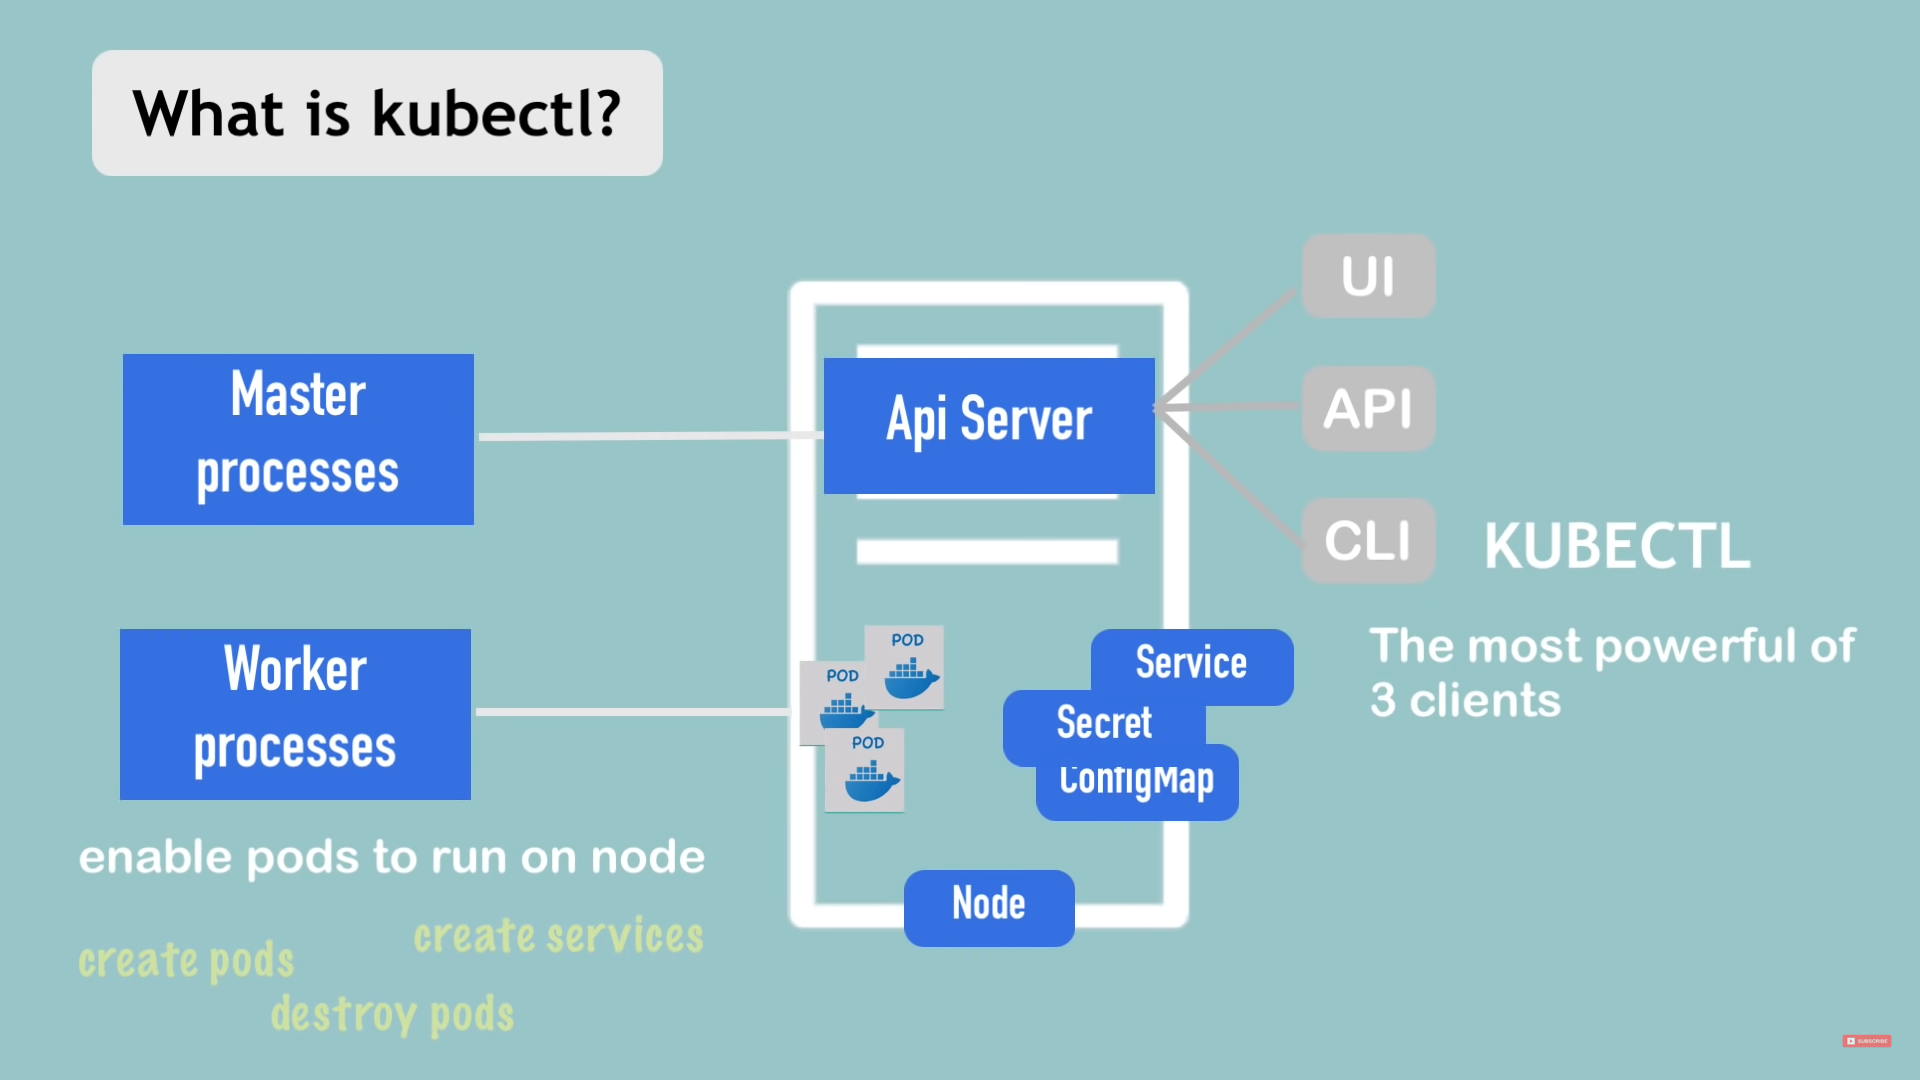 What is kubectl?
UI
Master
processes
Api Server
API
CLI
KUBECTL
The most powerful of
3 clients
Worker
processes
POD
POD
POD
Service
Secret
ConfigMap
enable pods to run on node
Node
create services
create pods
destroy pods
SUBSCRIBE